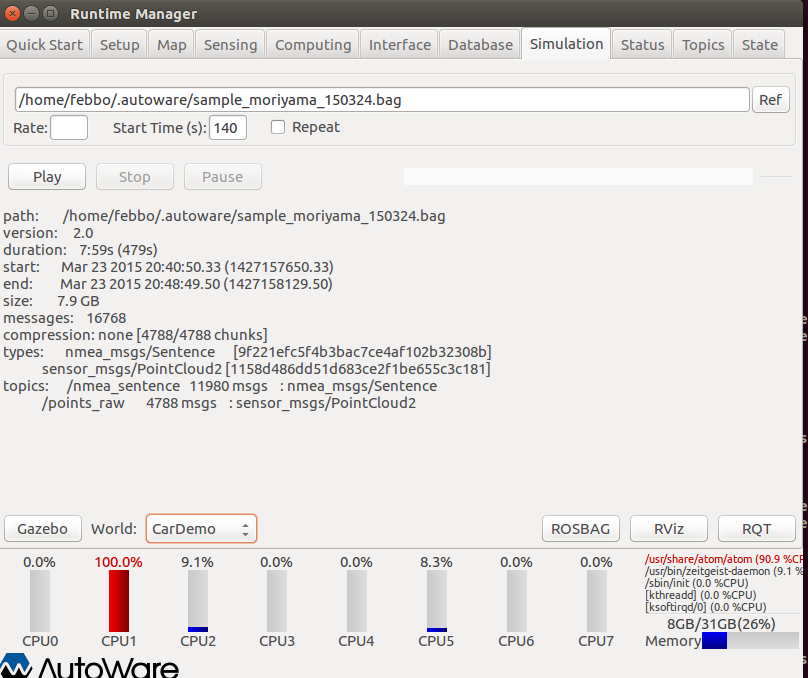 Runtime Manager
Quick Start Setup Map Sensing Computing Interface Database Simulation Status Topics State
/home/febbo/.autoware/sample_moriyama_150324.bag Ref
Rate: Start Time (s): 140 Repeat
Play Stop Pause
path: /home/febbo/.autoware/sample_moriyama_150324.bag
version: 2.0
duration: 7:59s (479s)
start: Mar 23 2015 20:40:50.33 (1427157650.33)
end: Mar 23 2015 20:48:49.50 (1427158129.50)
size: 7.9 GB
messages: 16768
compression: none [4788/4788 chunks]
types: nmea_msgs/Sentence [9f221efc5f4b3bac7ce4af102b32308b]
sensor_msgs/PointCloud2 [1158d486dd51d683ce2f1be655c3c181]
topics: /nmea_sentence 11980 msgs : nmea_msgs/Sentence
/points_raw 4788 msgs : sensor_msgs/PointCloud2
Gazebo World: CarDemo ROSBAG RViz RQT
0.0% 100.0% 9.1% 0.0% 0.0% 8.3% 0.0% 0.0%
CPU0 CPU1 CPU2 CPU3 CPU4 CPU5 CPU6 CPU7
/usr/share/atom/atom (90.9 %CP
/usr/bin/zeitgeist-daemon (9.1 %
/sbin/init (0.0 %CPU)
[kthreadd] (0.0 %CPU)
[ksoftirqd/0] (0.0 %CPU)
8GB/31GB(26%)
Memory
AutoWare